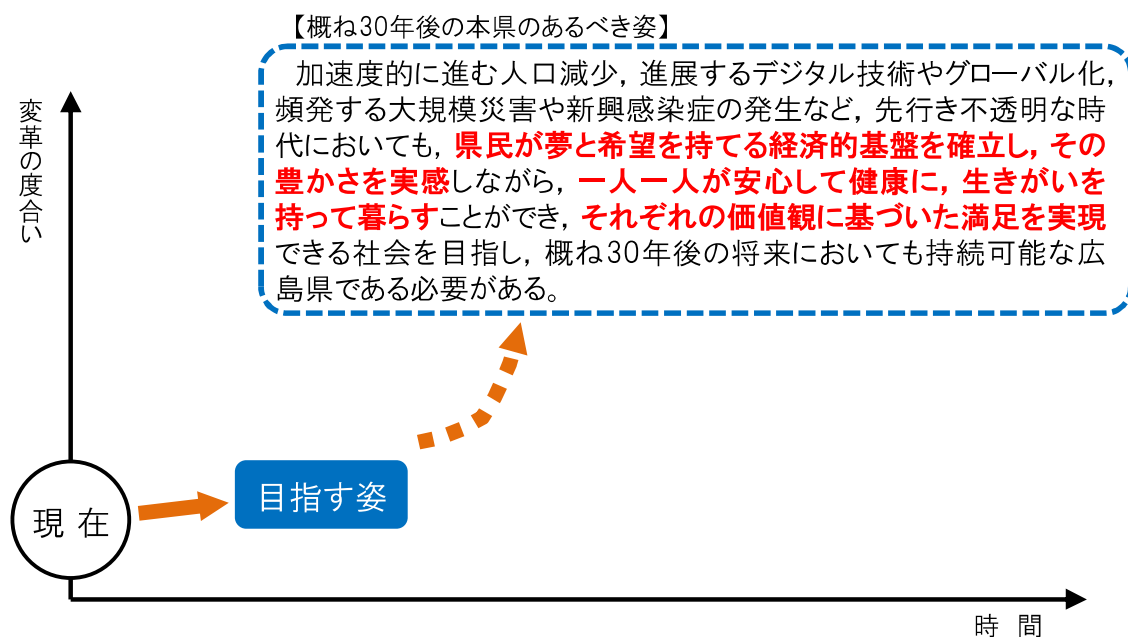 【概ね30年後の本県のあるべき姿】
加速度的に進む人口減少，進展するデジタル技術やグローバル化，
頻発する大規模災害や新興感染症の発生など，先行き不透明な時
代においても，県民が夢と希望を持てる経済的基盤を確立し，その
豊かさを実感しながら，一人一人が安心して健康に，生きがいを
持って暮らすことができ，それぞれの価値観に基づいた満足を実現
できる社会を目指し，概ね30年後の将来においても持続可能な広
島県である必要がある。
変革の度合い
現在
目指す姿
時間